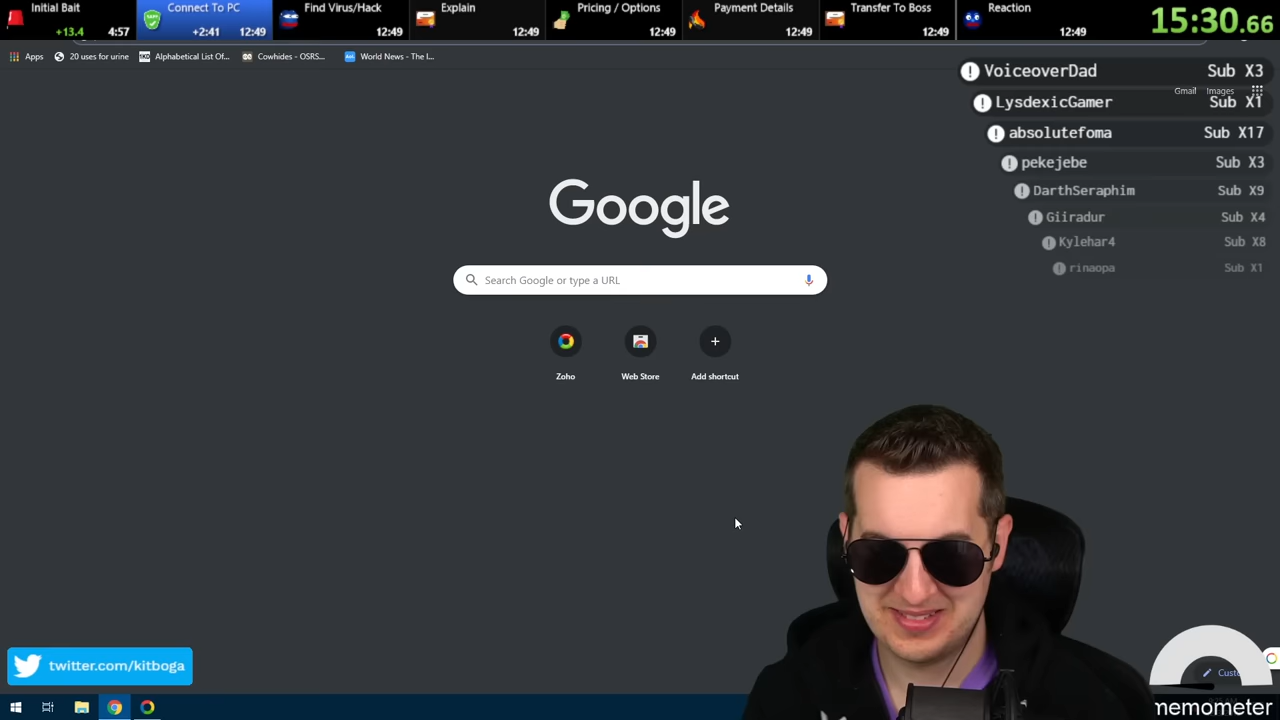 Initial Bait
+13.4 4:57
Connect To PC
+2:41 12:49
Find Virus/Hack
12:49
Explain
12:49
Pricing / Options
12:49
Payment Details
12:49
Transfer To Boss
12:49
Reaction
12:49
15:30.66
Apps
20 uses for urine
Alphabetical List Of...
Cowhides - OSRS...
World News - The I...
VoiceoverDad Sub X3
Gmail Images
LysdexicGamer Sub X1
absolutefoma Sub X17
pekejebe Sub X3
DarthSeraphim Sub X9
Giiradur Sub X4
Kylehar4 Sub X8
rinaopa Sub X1
Google
Search Google or type a URL
Zoho
Web Store
Add shortcut
twitter.com/kitboga
memometer